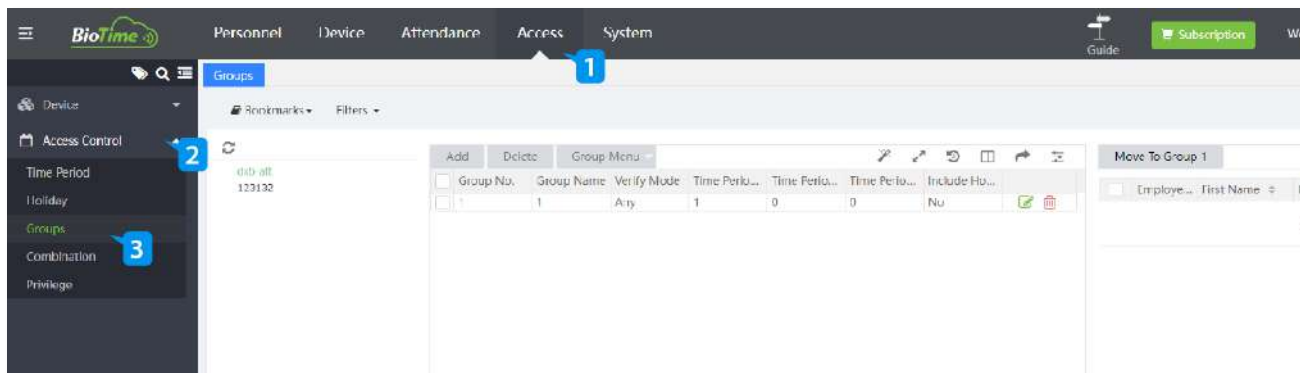 BioTime
Personnel Device Attendance Access System
Guide
Subscription
1
Groups
Device
Bookmarks Filters
Access Control
2
Time Period
Holiday
Groups
3
Combination
Privilege
123132
Add Delete Group Menu
Group No. Group Name Verify Mode Time Perio... Time Perio... Time Perio... Include Ho...
1 1 Any 1 0 0 No
Move To Group 1
Employe... First Name